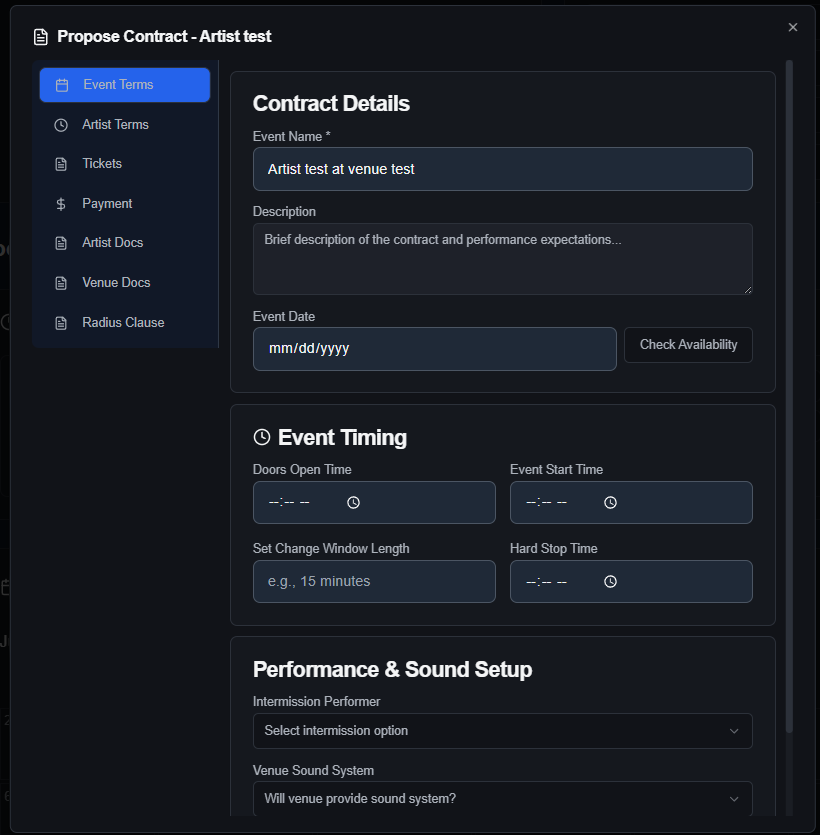 Propose Contract - Artist test
Event Terms
Artist Terms
Tickets
Payment
Artist Docs
Venue Docs
Radius Clause
Contract Details
Event Name *
Artist test at venue test
Description
Brief description of the contract and performance expectations...
Event Date
mm/dd/yyyy
Check Availability
Event Timing
Doors Open Time
Event Start Time
--:-- --
--:-- --
Set Change Window Length
Hard Stop Time
e.g., 15 minutes
--:-- --
Performance & Sound Setup
Intermission Performer
Select intermission option
Venue Sound System
Will venue provide sound system?